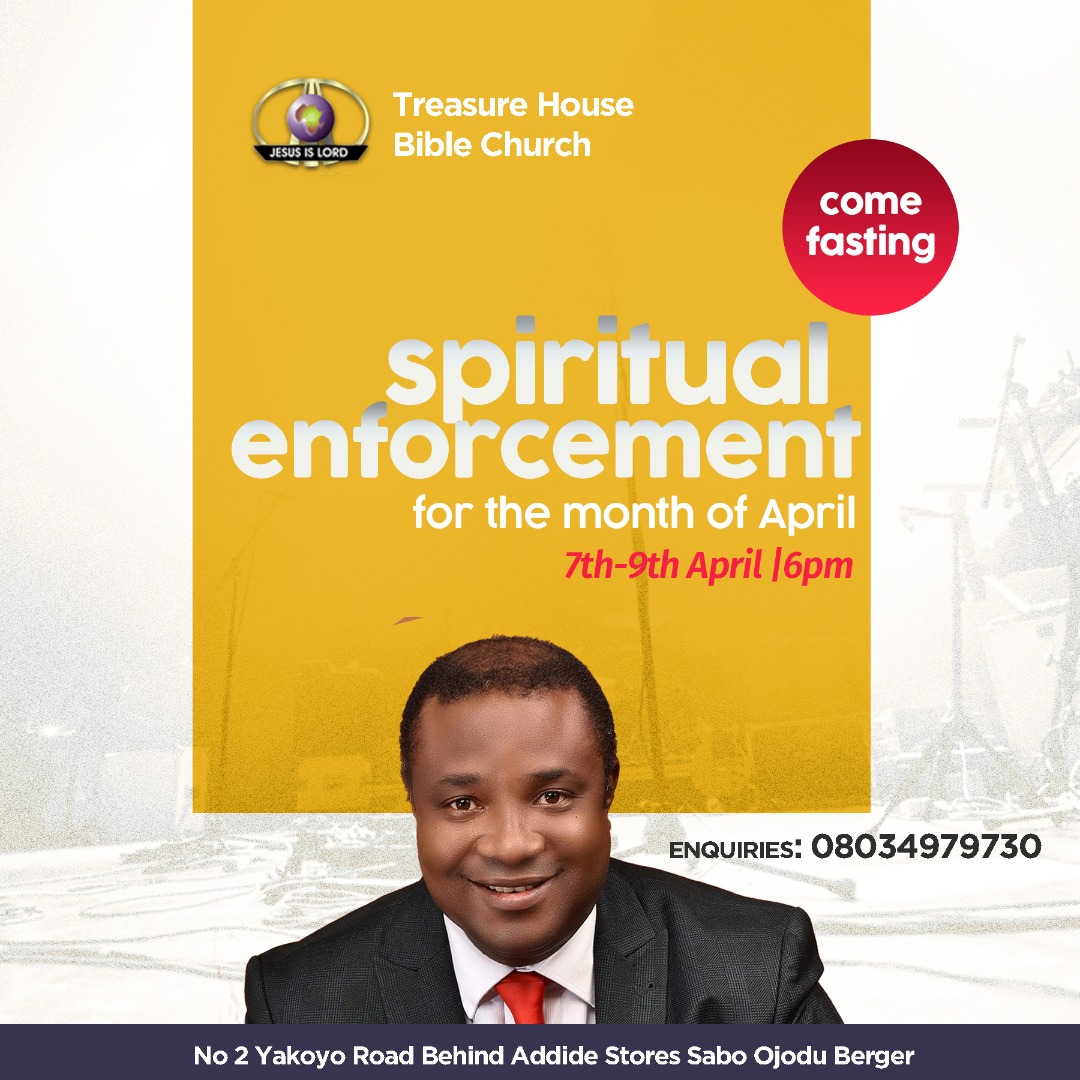 JESUS IS LORD
Treasure House
Bible Church
come
fasting
spiritual
enforcement
for the month of April
7th-9th April |6pm
ENQUIRIES: 08034979730
No 2 Yakoyo Road Behind Addide Stores Sabo Ojodu Berger